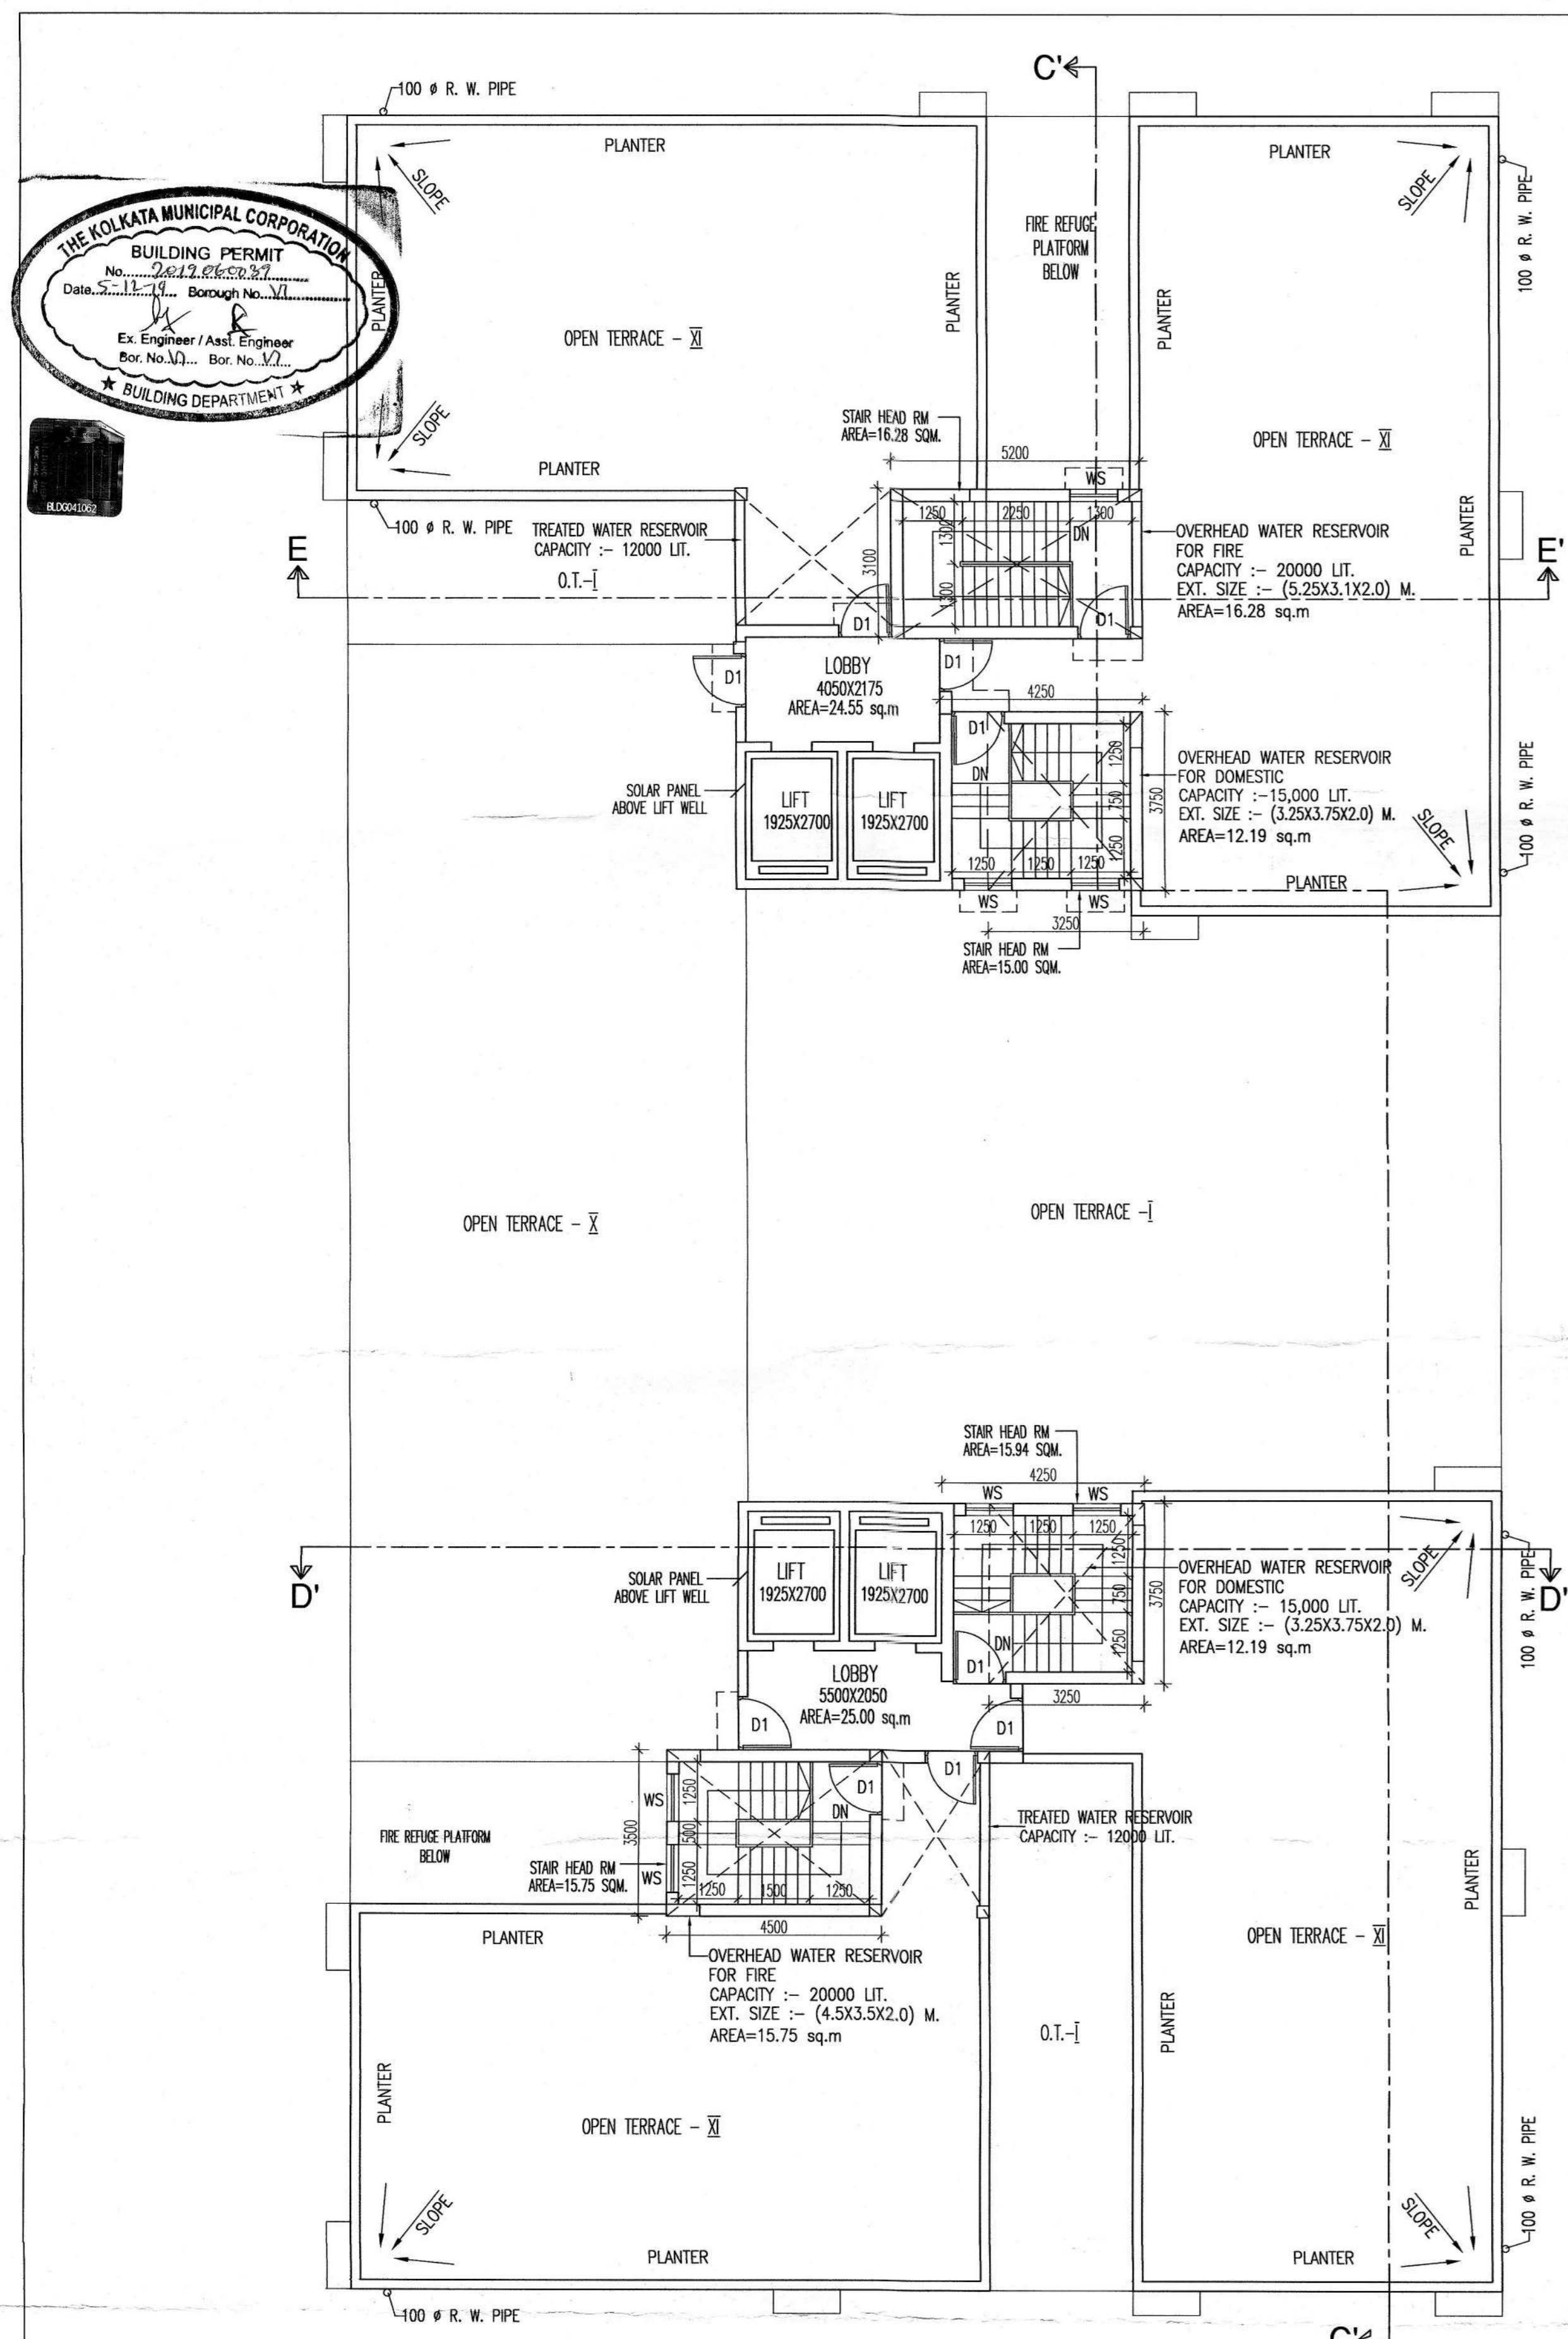 C'
100 ø R. W. PIPE
PLANTER
PLANTER
SLOPE
SLOPE
100 ø R. W. PIPE
THE KOLKATA MUNICIPAL CORPORATION
BUILDING PERMIT
No. 2019060039
Date. 5-12-19 Borough No. VI
Ex. Engineer / Asst. Engineer
Bor. No. VI Bor. No. VI
★ BUILDING DEPARTMENT ★
PLANTER
BLDG041062
FIRE REFUGE
PLATFORM
BELOW
PLANTER
PLANTER
OPEN TERRACE - XI
SLOPE
PLANTER
STAIR HEAD RM
AREA=16.28 SQM.
5200
OPEN TERRACE - XI
PLANTER
WS
100 ø R. W. PIPE
TREATED WATER RESERVOIR
CAPACITY :- 12000 LIT.
O.T.-I
3100
1250
2250
1300
1300
1300
DN
D1
D1
OVERHEAD WATER RESERVOIR
FOR FIRE
CAPACITY :- 20000 LIT.
EXT. SIZE :- (5.25X3.1X2.0) M.
AREA=16.28 sq.m
E
E'
D1
LOBBY
4050X2175
AREA=24.55 sq.m
D1
4250
D1
DN
1250
750
1250
3750
OVERHEAD WATER RESERVOIR
FOR DOMESTIC
CAPACITY :-15,000 LIT.
EXT. SIZE :- (3.25X3.75X2.0) M.
AREA=12.19 sq.m
SOLAR PANEL
ABOVE LIFT WELL
LIFT
1925X2700
LIFT
1925X2700
1250
1250
1250
WS
WS
3250
STAIR HEAD RM
AREA=15.00 SQM.
SLOPE
PLANTER
100 ø R. W. PIPE
OPEN TERRACE - X
OPEN TERRACE -I
STAIR HEAD RM
AREA=15.94 SQM.
4250
WS
WS
1250
1250
1250
1250
750
1250
3750
SOLAR PANEL
ABOVE LIFT WELL
LIFT
1925X2700
LIFT
1925X2700
D'
D'
SLOPE
100 ø R. W. PIPE
OVERHEAD WATER RESERVOIR
FOR DOMESTIC
CAPACITY :- 15,000 LIT.
EXT. SIZE :- (3.25X3.75X2.0) M.
AREA=12.19 sq.m
DN
D1
LOBBY
5500X2050
AREA=25.00 sq.m
3250
D1
D1
D1
D1
DN
WS
WS
3500
1250
500
1250
1250
1500
1250
4500
FIRE REFUGE PLATFORM
BELOW
STAIR HEAD RM
AREA=15.75 SQM.
TREATED WATER RESERVOIR
CAPACITY :- 12000 LIT.
PLANTER
PLANTER
OVERHEAD WATER RESERVOIR
FOR FIRE
CAPACITY :- 20000 LIT.
EXT. SIZE :- (4.5X3.5X2.0) M.
AREA=15.75 sq.m
OPEN TERRACE - XI
O.T.-I
PLANTER
PLANTER
OPEN TERRACE - XI
SLOPE
PLANTER
SLOPE
PLANTER
100 ø R. W. PIPE
100 ø R. W. PIPE
C'